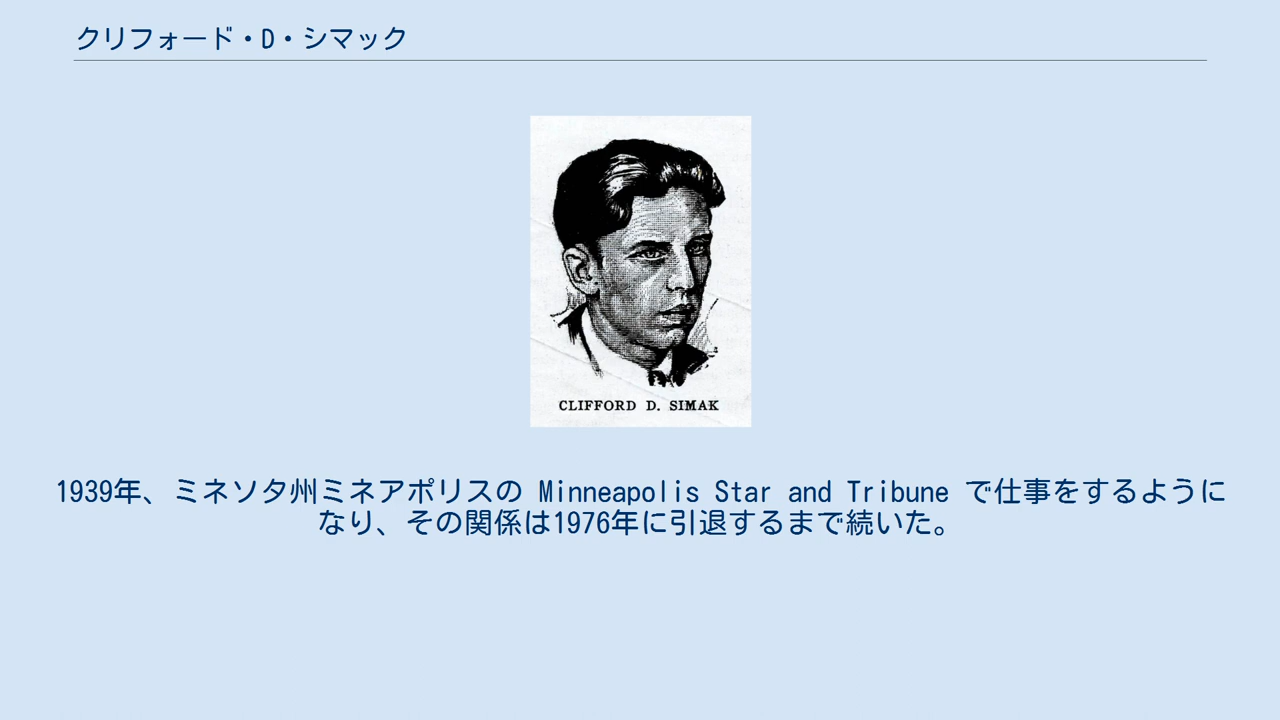 クリフォード・D・シマック
CLIFFORD D. SIMAK
1939年、ミネソタ州ミネアポリスの Minneapolis Star and Tribune で仕事をするように
なり、その関係は1976年に引退するまで続いた。